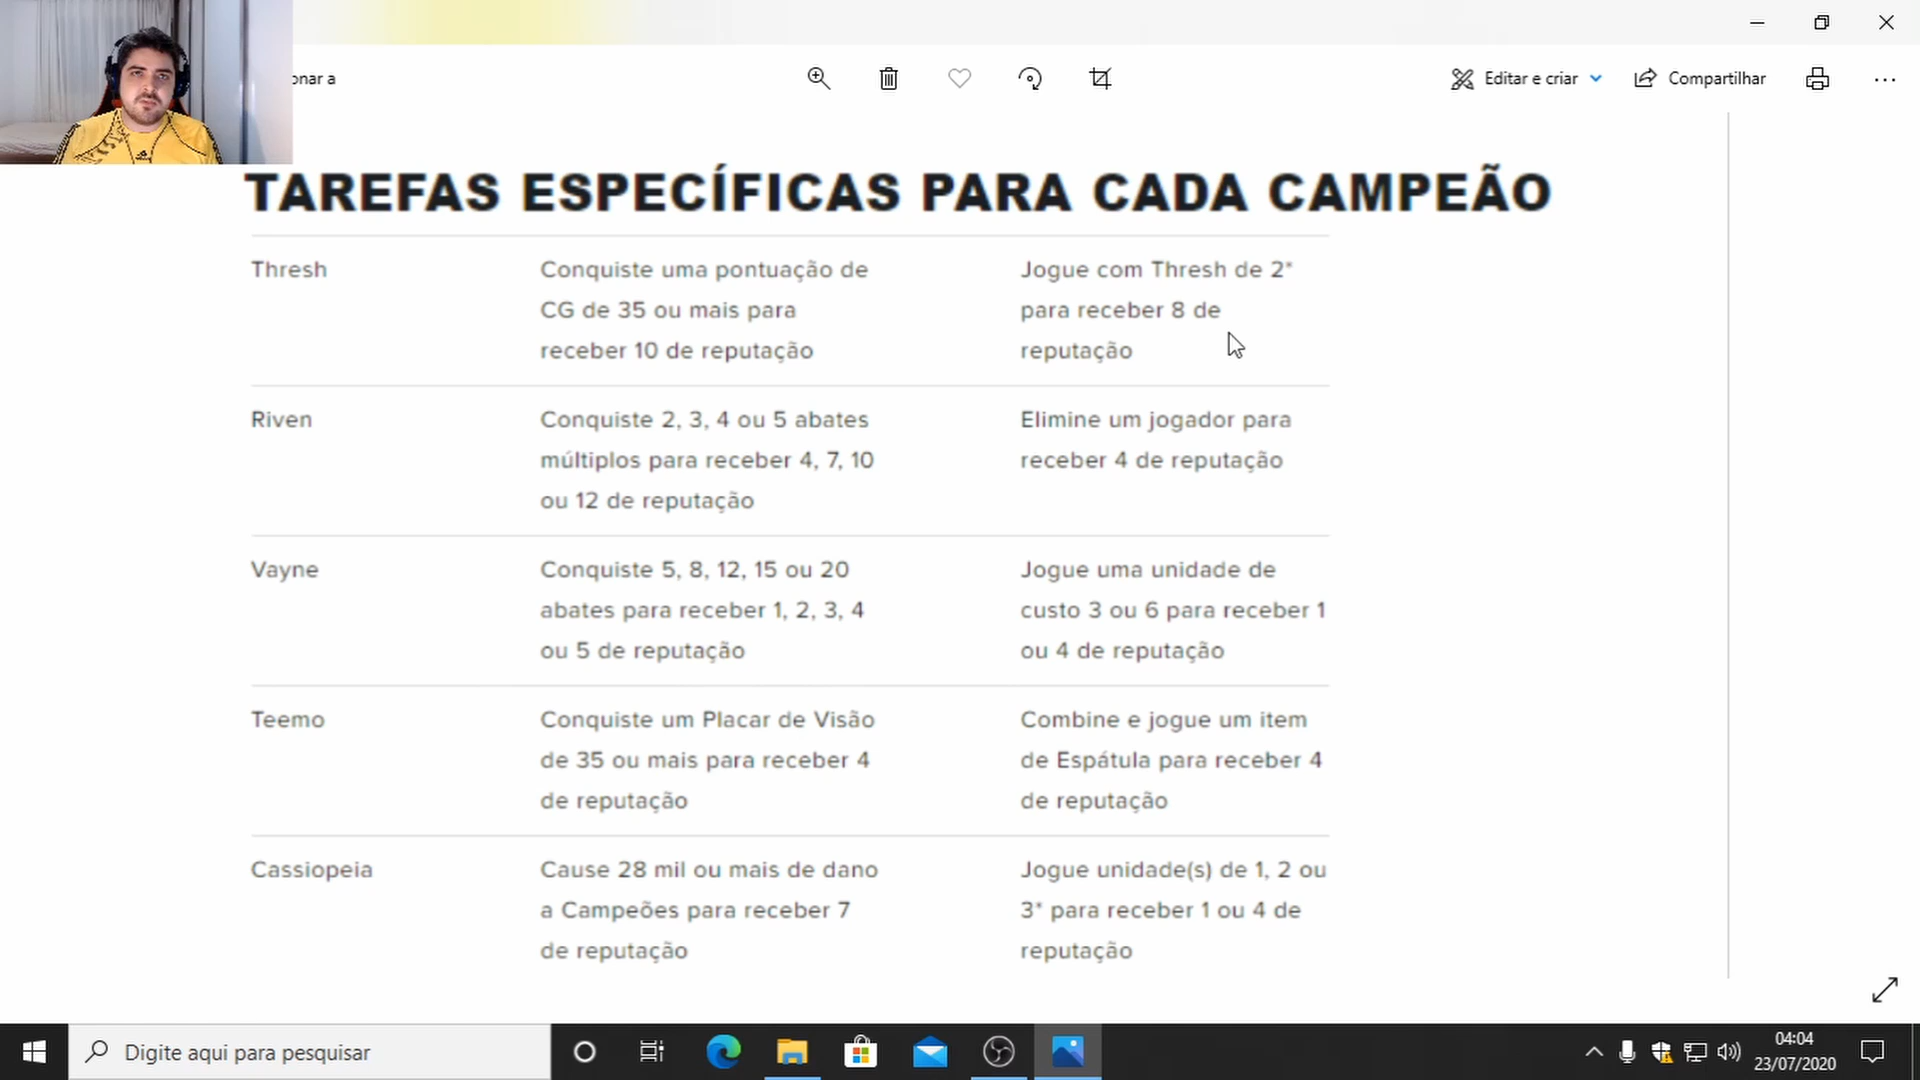 onar a
Editar e criar
Compartilhar
TAREFAS ESPECÍFICAS PARA CADA CAMPEÃO
Thresh
Conquiste uma pontuação de
CG de 35 ou mais para
receber 10 de reputação
Jogue com Thresh de 2*
para receber 8 de
reputação
Riven
Conquiste 2, 3, 4 ou 5 abates
múltiplos para receber 4, 7, 10
ou 12 de reputação
Elimine um jogador para
receber 4 de reputação
Vayne
Conquiste 5, 8, 12, 15 ou 20
abates para receber 1, 2, 3, 4
ou 5 de reputação
Jogue uma unidade de
custo 3 ou 6 para receber 1
ou 4 de reputação
Teemo
Conquiste um Placar de Visão
de 35 ou mais para receber 4
de reputação
Combine e jogue um item
de Espátula para receber 4
de reputação
Cassiopeia
Cause 28 mil ou mais de dano
a Campeões para receber 7
de reputação
Jogue unidade(s) de 1, 2 ou
3* para receber 1 ou 4 de
reputação
Digite aqui para pesquisar
04:04
23/07/2020